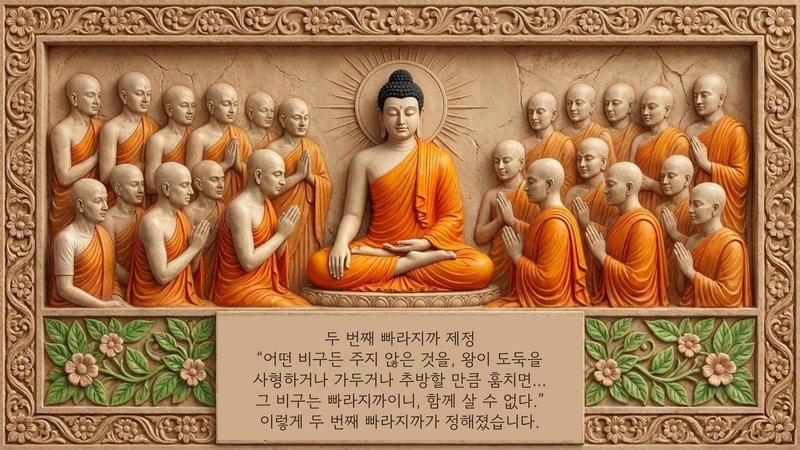 두 번째 빠라지까 제정
“어떤 비구든 주지 않은 것을, 왕이 도둑을
사형하거나 가두거나 추방할 만큼 훔치면...
그 비구는 빠라지까이니, 함께 살 수 없다.”
이렇게 두 번째 빠라지까가 정해졌습니다.